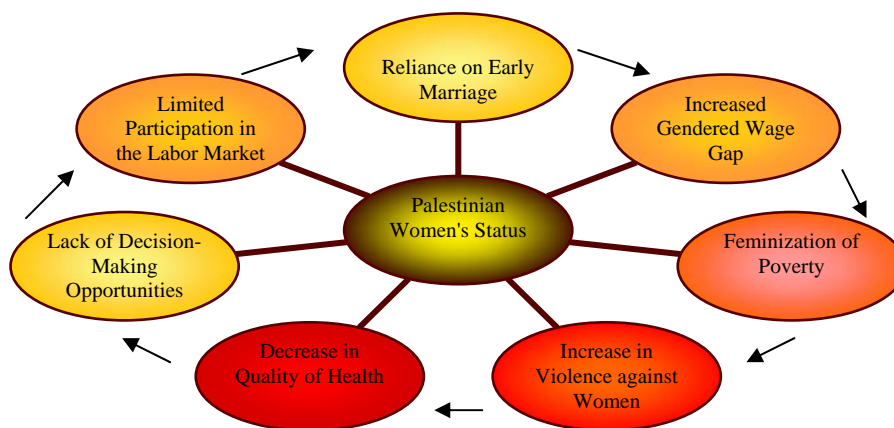 Reliance on Early
Marriage
Increased
Gendered Wage
Gap
Feminization of
Poverty
Increase in
Violence against
Women
Decrease in
Quality of Health
Lack of Decision-
Making
Opportunities
Limited
Participation in
the Labor Market
Palestinian
Women's Status